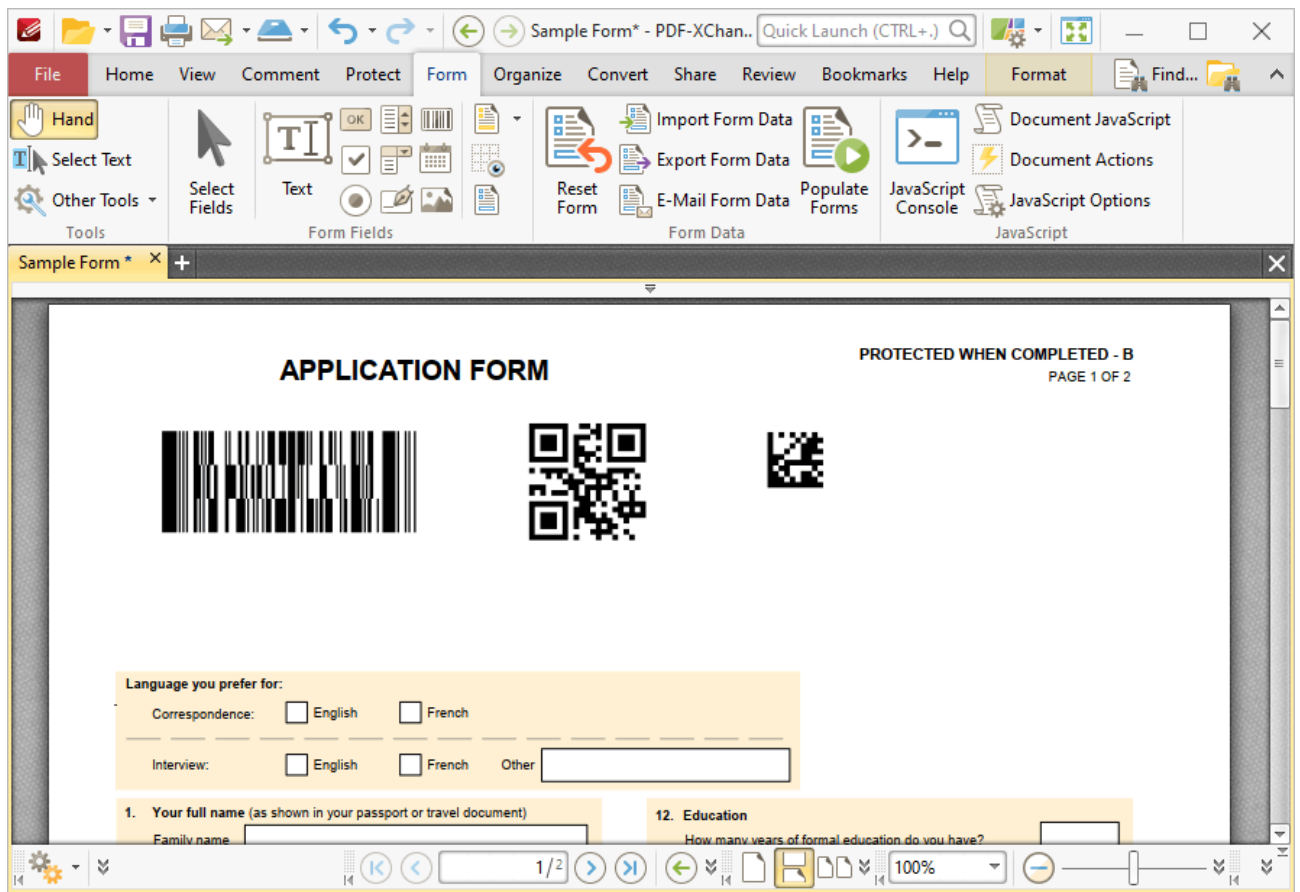 Sample Form* - PDF-XChan.. Quick Launch (CTRL+.)
File Home View Comment Protect Form Organize Convert Share Review Bookmarks Help Format Find...
Hand
Select Text
Other Tools
Tools
Select
Fields
Text
OK
Form Fields
Reset
Form
Import Form Data
Export Form Data
E-Mail Form Data
Populate
Forms
Form Data
JavaScript
Console
Document JavaScript
Document Actions
JavaScript Options
JavaScript
Sample Form *
APPLICATION FORM
PROTECTED WHEN COMPLETED - B
PAGE 1 OF 2
Language you prefer for:
Correspondence: English French
Interview: English French Other
1. Your full name (as shown in your passport or travel document)
Family name
12. Education
How many years of formal education do you have?
1/2
100%